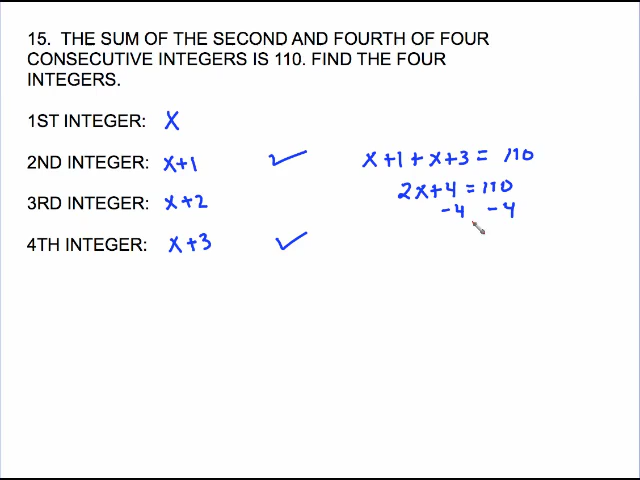 15. THE SUM OF THE SECOND AND FOURTH OF FOUR
CONSECUTIVE INTEGERS IS 110. FIND THE FOUR
INTEGERS.
1ST INTEGER: X
2ND INTEGER: X+1
3RD INTEGER: X+2
4TH INTEGER: X+3
X+1+X+3= 110
2X+4=110
-4 -4